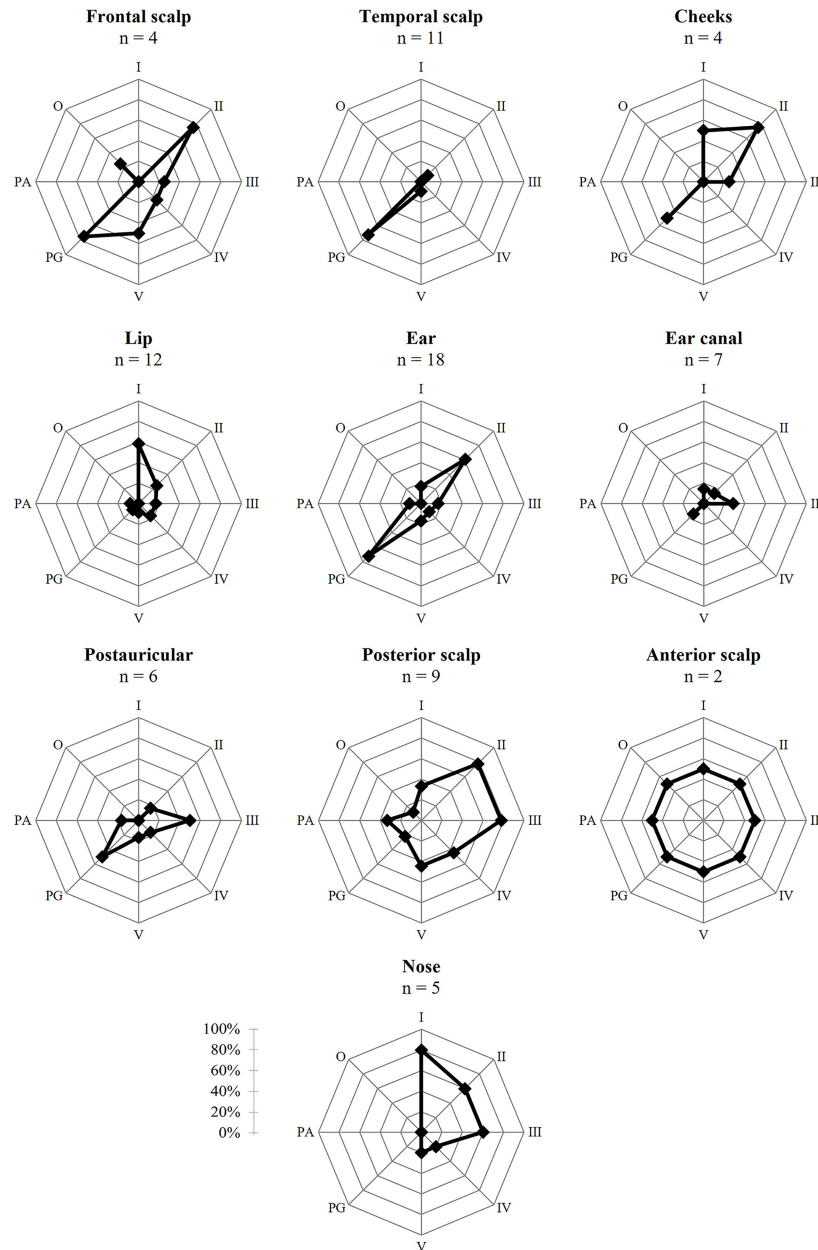 Frontal scalp
n = 4
I
O
II
PA
III
PG
IV
V
Temporal scalp
n = 11
I
O
II
PA
III
PG
IV
V
Cheeks
n = 4
I
O
II
PA
II
PG
IV
V
Lip
n = 12
I
O
II
PA
III
PG
IV
V
Ear
n = 18
I
O
II
PA
III
PG
IV
V
Ear canal
n = 7
I
O
II
PA
II
PG
IV
V
Postauricular
n = 6
I
O
II
PA
III
PG
IV
V
Posterior scalp
n = 9
I
O
II
PA
III
PG
IV
V
Anterior scalp
n = 2
I
O
II
PA
II
PG
IV
V
Nose
n = 5
100%
80%
60%
40%
20%
0%
I
O
II
PA
III
PG
IV
V